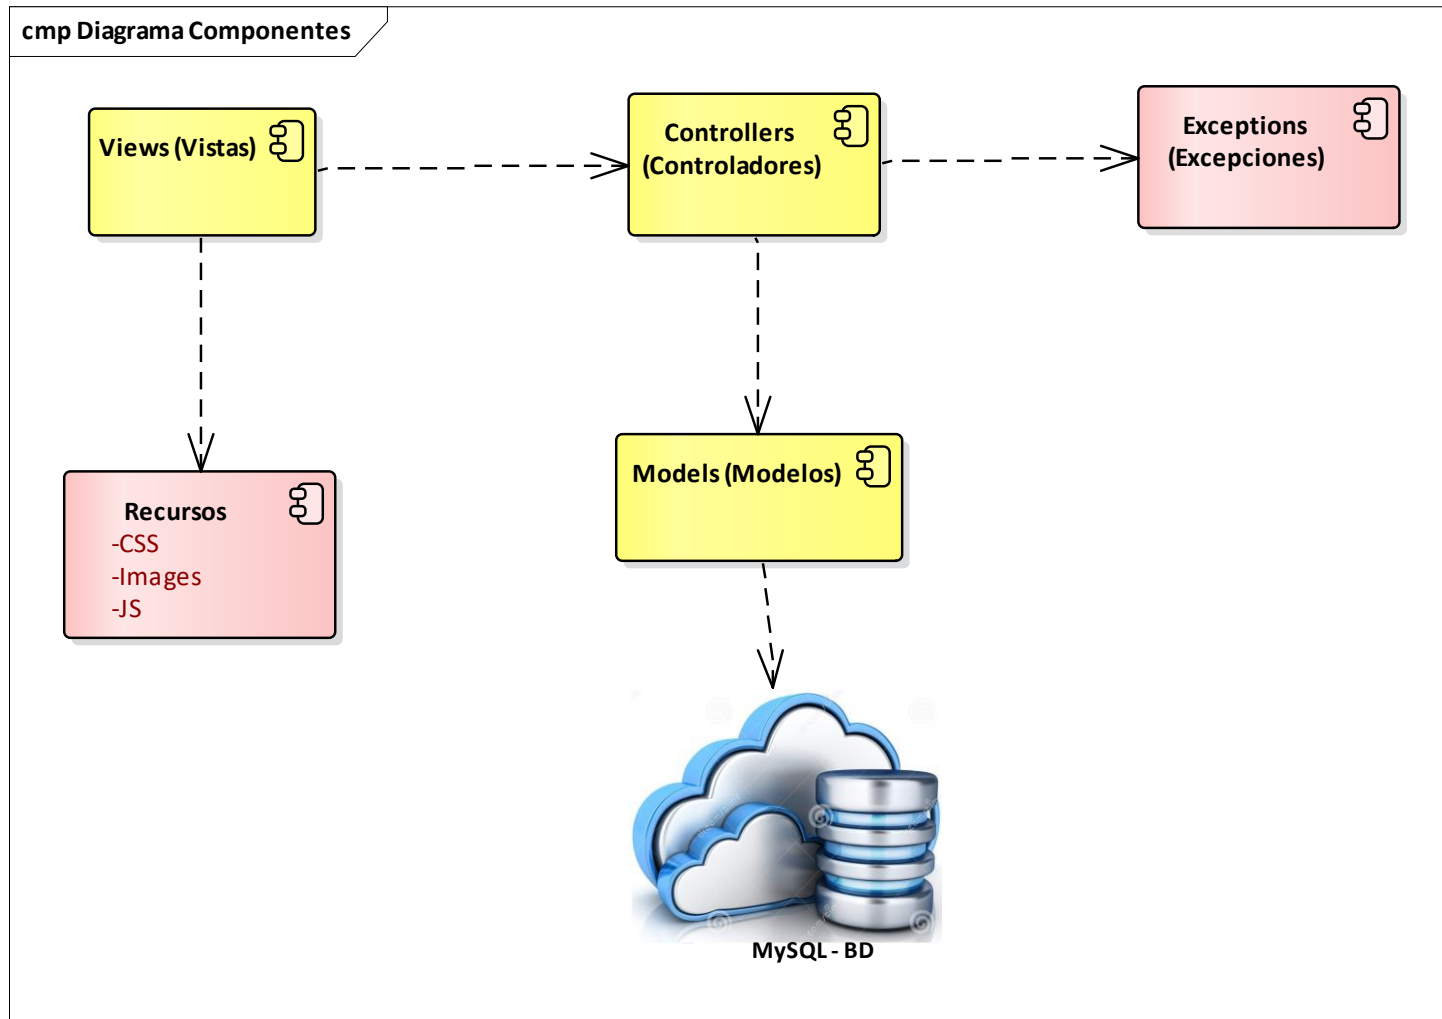 cmp Diagrama Componentes
Views (Vistas)
Controllers
(Controladores)
Exceptions
(Excepciones)
Models (Modelos)
Recursos
-CSS
-Images
-JS
MySQL - BD